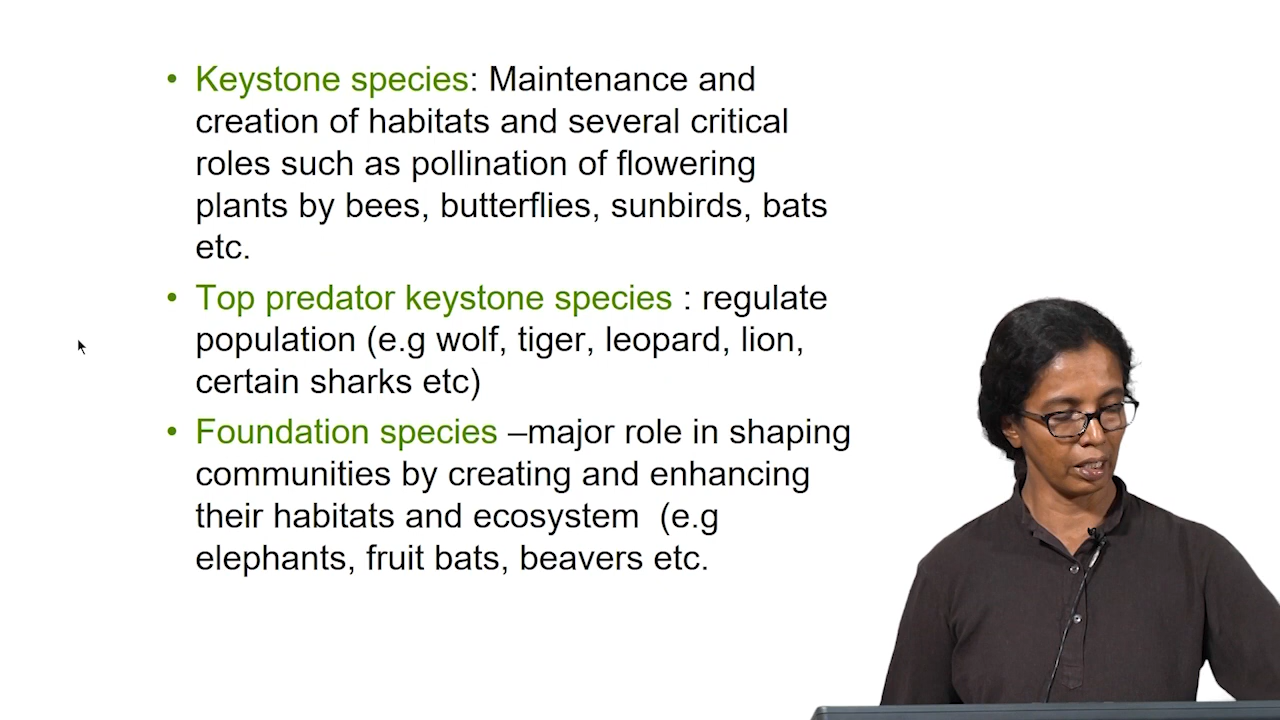 • Keystone species: Maintenance and
creation of habitats and several critical
roles such as pollination of flowering
plants by bees, butterflies, sunbirds, bats
etc.
• Top predator keystone species : regulate
population (e.g wolf, tiger, leopard, lion,
certain sharks etc)
• Foundation species –major role in shaping
communities by creating and enhancing
their habitats and ecosystem  (e.g
elephants, fruit bats, beavers etc.